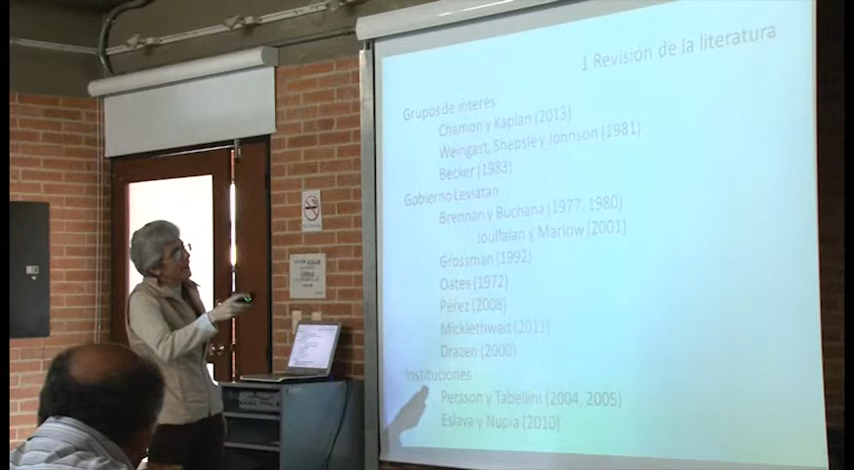 1 Revisión de la literatura
Grupos de interés
Chamon y Kaplan (2013)
Weingast, Shepsle y Johnson (1981)
Becker (1983)
Gobierno Leviatan
Brennan y Buchana (1977, 1980)
Joulfaian y Marlow (2001)
Grossman (1992)
Oates (1972)
Pérez (2008)
Micklethwait (2011)
Drazen (2000)
Instituciones
Persson y Tabellini (2004, 2005)
Eslava y Nupia (2010)